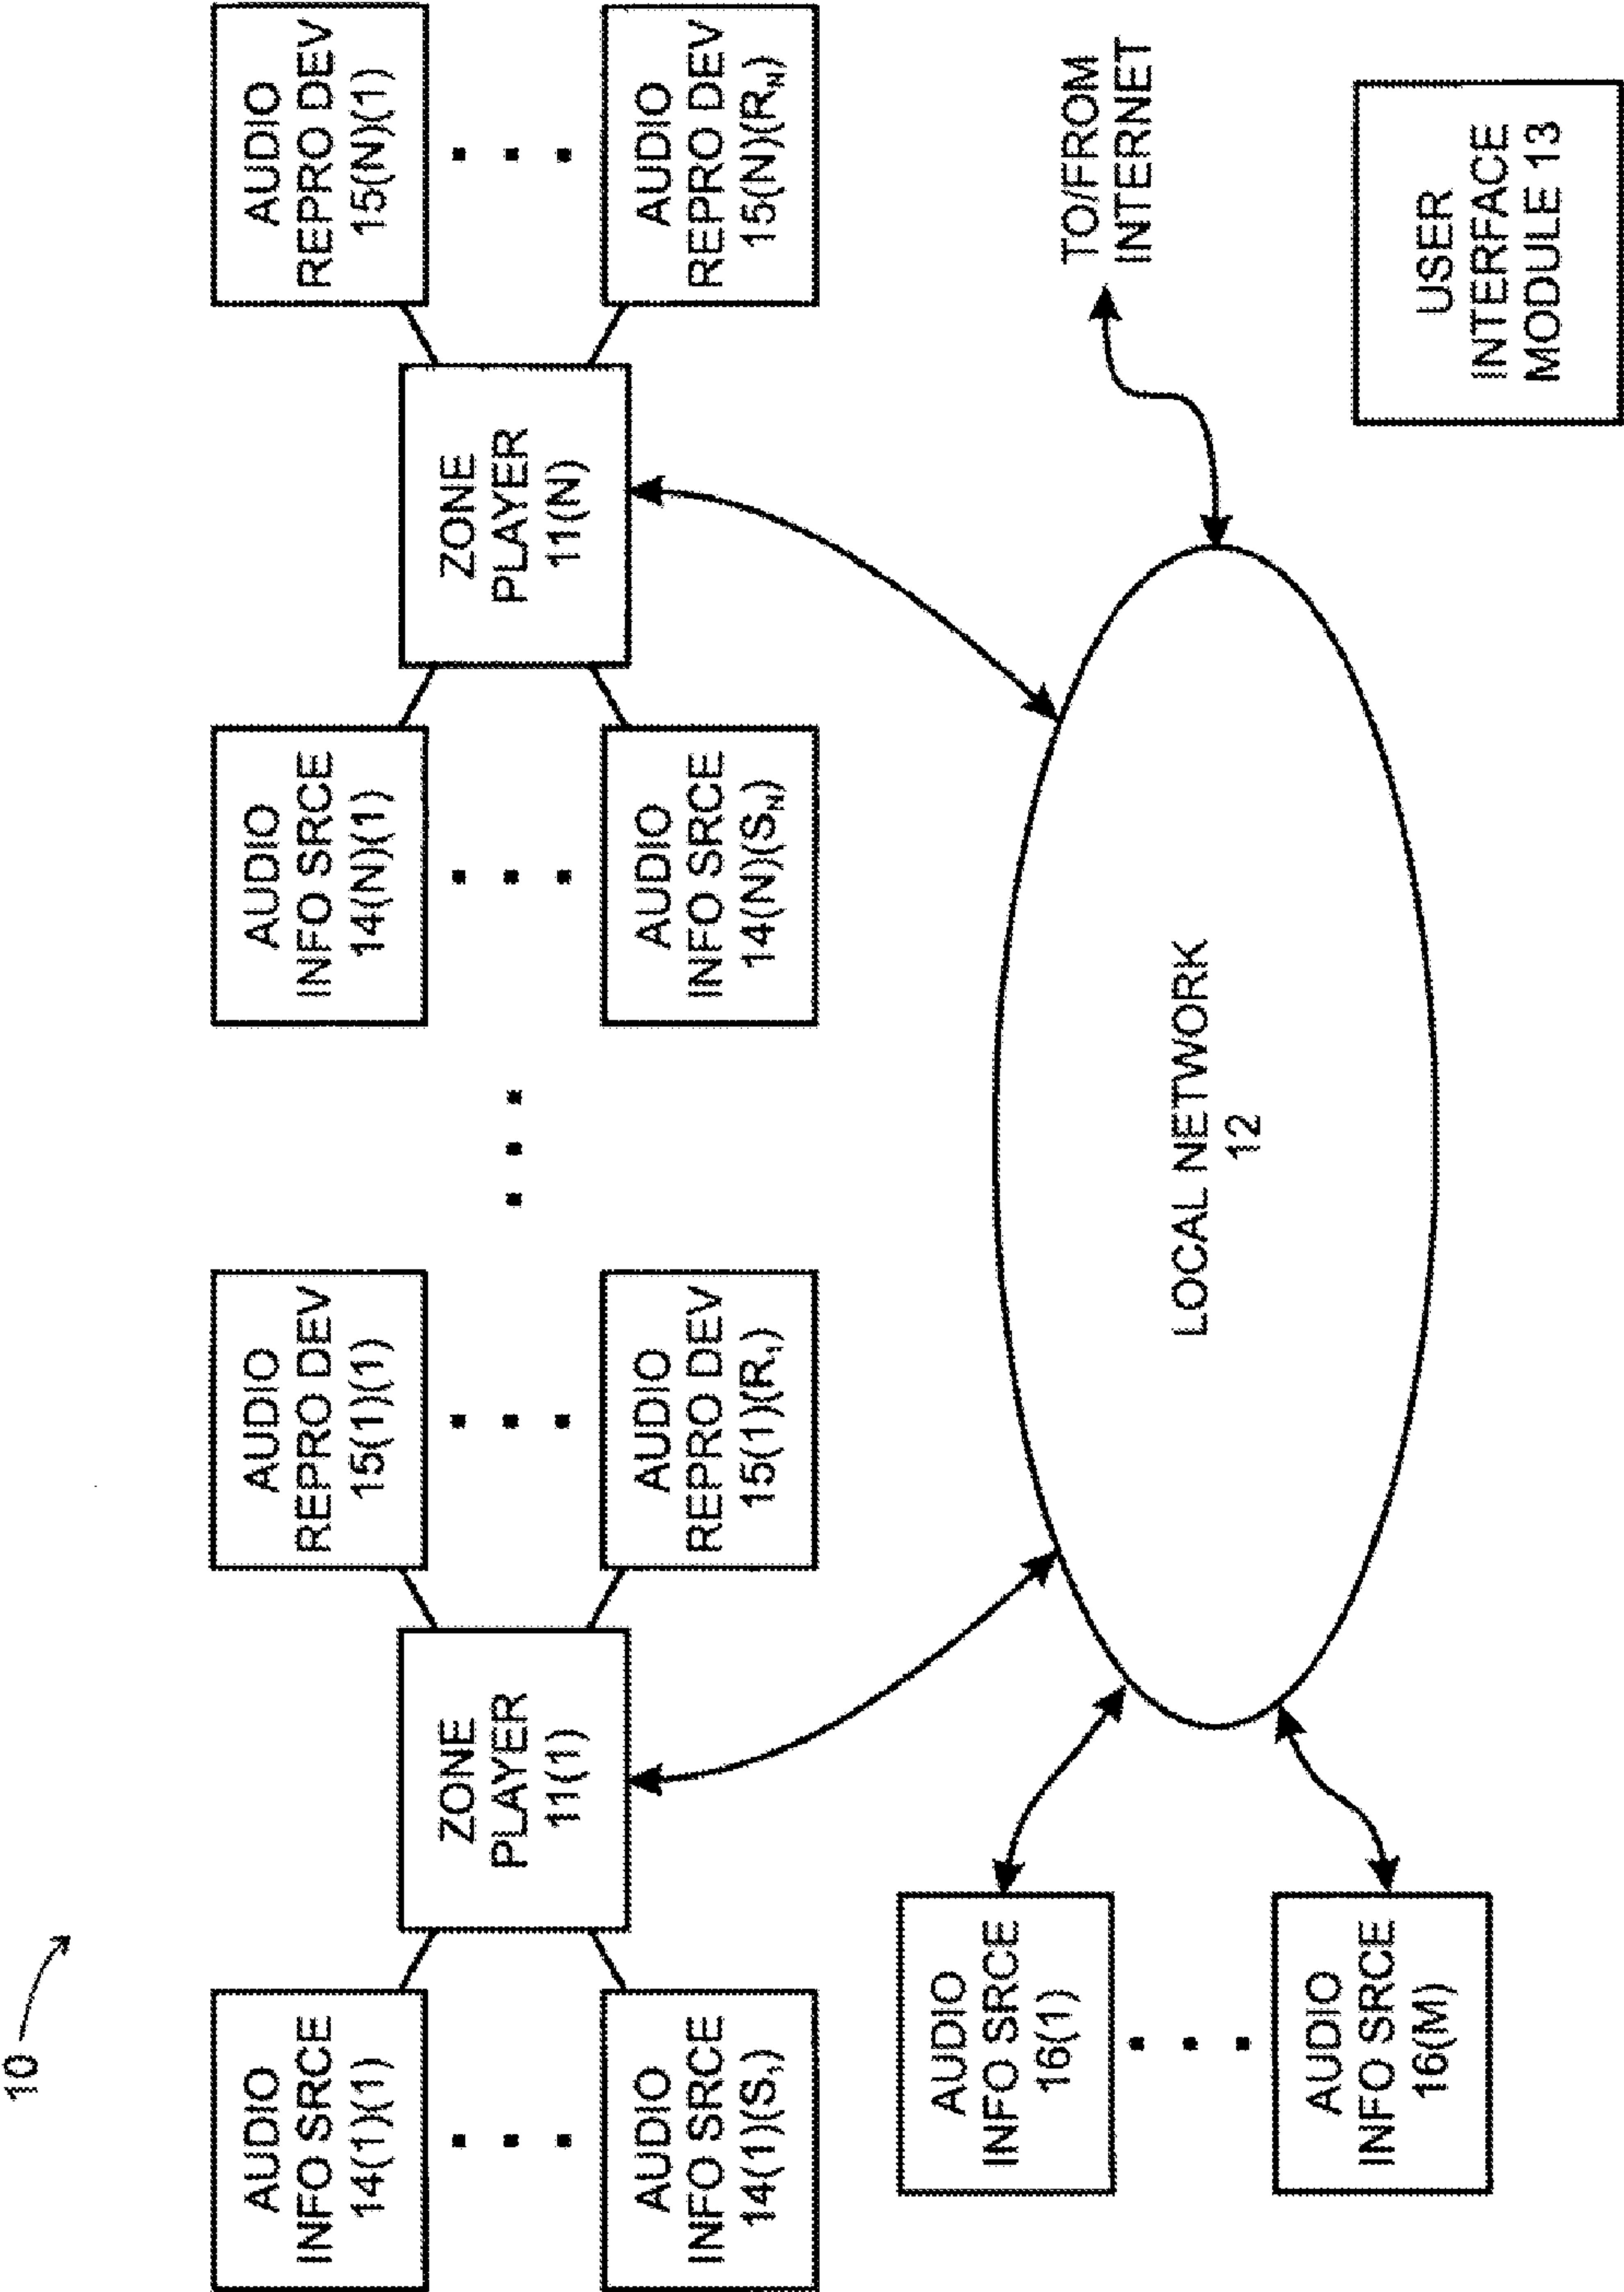 10
AUDIO
INFO SRCE
14(1)(1)
AUDIO
REPRO DEV
15(1)(1)
AUDIO
INFO SRCE
14(N)(1)
AUDIO
REPRO DEV
15(N)(1)
ZONE
PLAYER
11(1)
ZONE
PLAYER
11(N)
AUDIO
INFO SRCE
14(1)(S₁)
AUDIO
REPRO DEV
15(1)(R₁)
AUDIO
INFO SRCE
14(N)(Sₙ)
AUDIO
REPRO DEV
15(N)(Rₙ)
AUDIO
INFO SRCE
16(1)
AUDIO
INFO SRCE
16(M)
LOCAL NETWORK
12
TO/FROM
INTERNET
USER
INTERFACE
MODULE 13